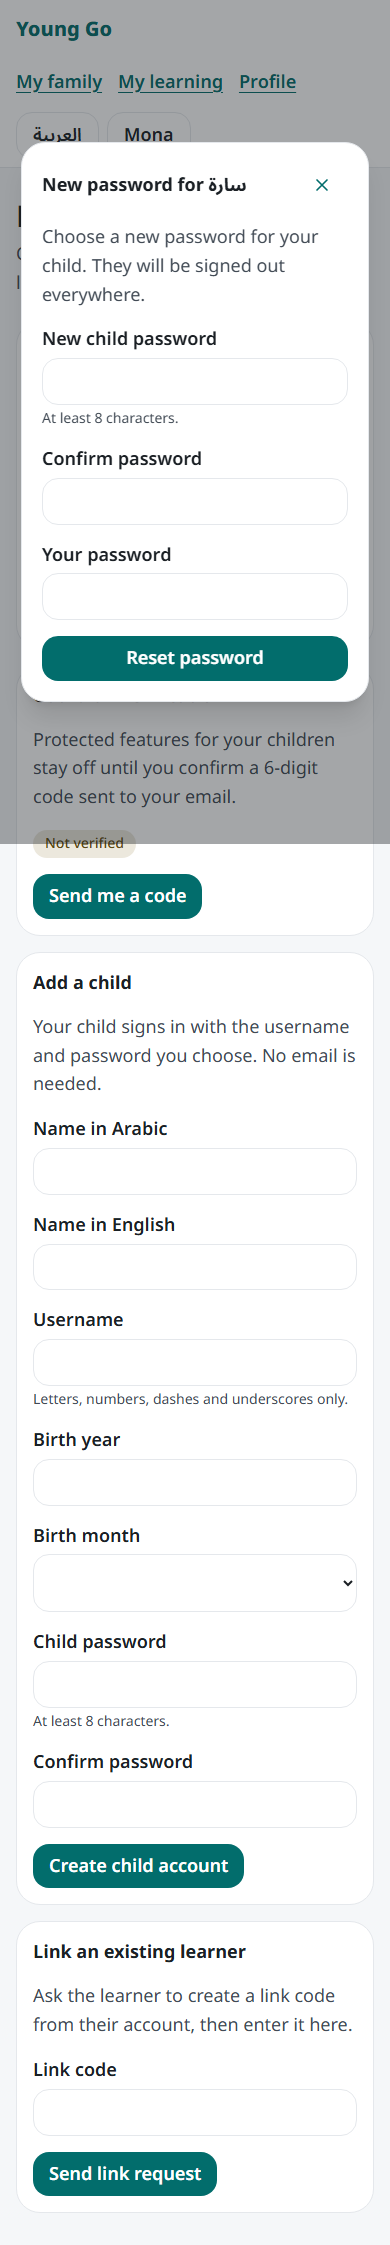 Young Go
My family My learning Profile
العربية Mona
New password for سارة
Choose a new password for your
child. They will be signed out
everywhere.
New child password
At least 8 characters.
Confirm password
Your password
Reset password
Protected features for your children
stay off until you confirm a 6-digit
code sent to your email.
Not verified
Send me a code
Add a child
Your child signs in with the username
and password you choose. No email is
needed.
Name in Arabic
Name in English
Username
Letters, numbers, dashes and underscores only.
Birth year
Birth month
Child password
At least 8 characters.
Confirm password
Create child account
Link an existing learner
Ask the learner to create a link code
from their account, then enter it here.
Link code
Send link request